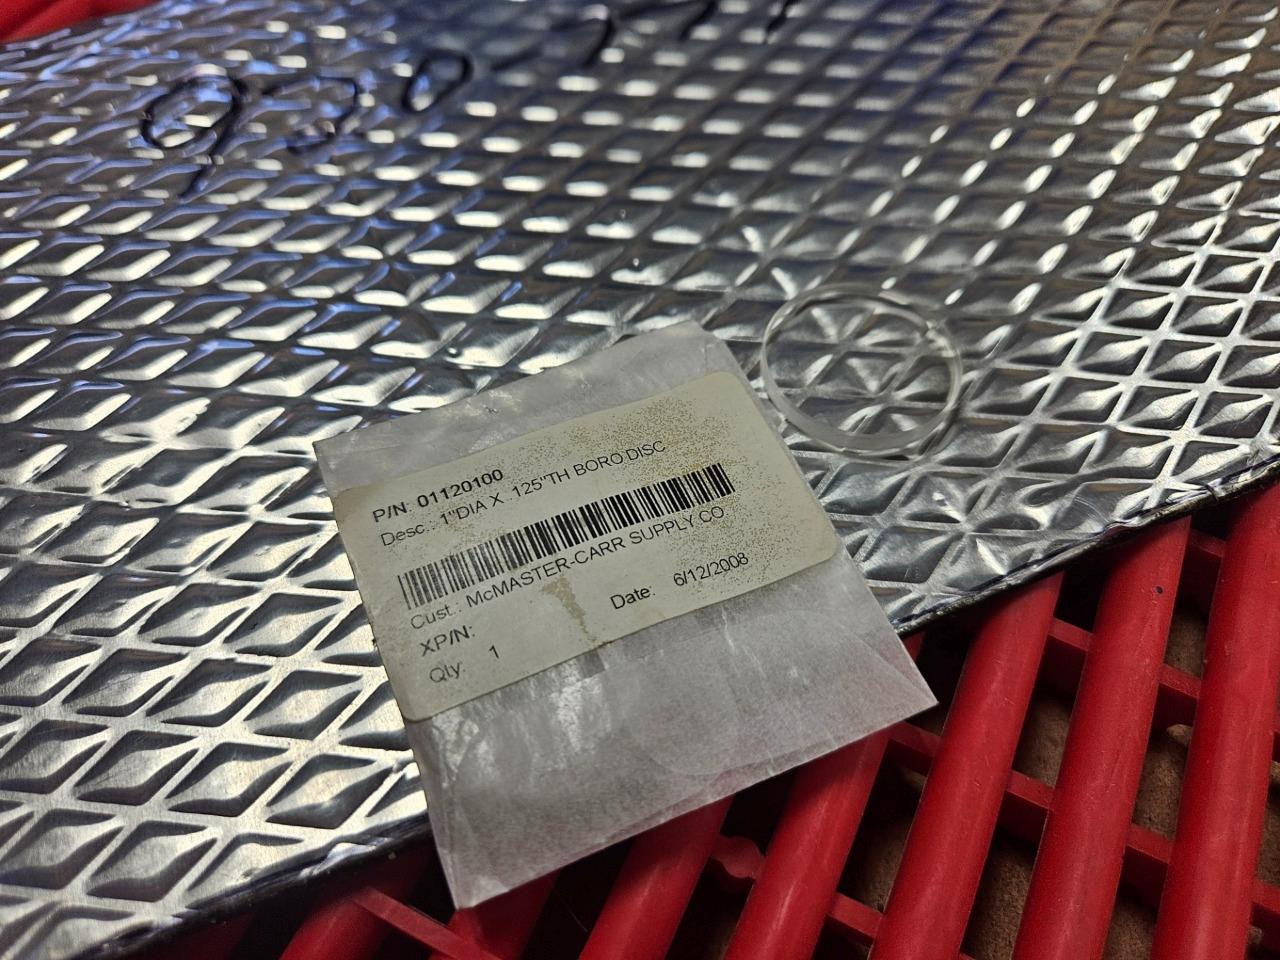 P/N: 01120100
Desc.: 1"DIA X .125"TH BORO DISC
Cust.: McMASTER-CARR SUPPLY CO
XP/N:
Qty: 1
Date: 6/12/2008